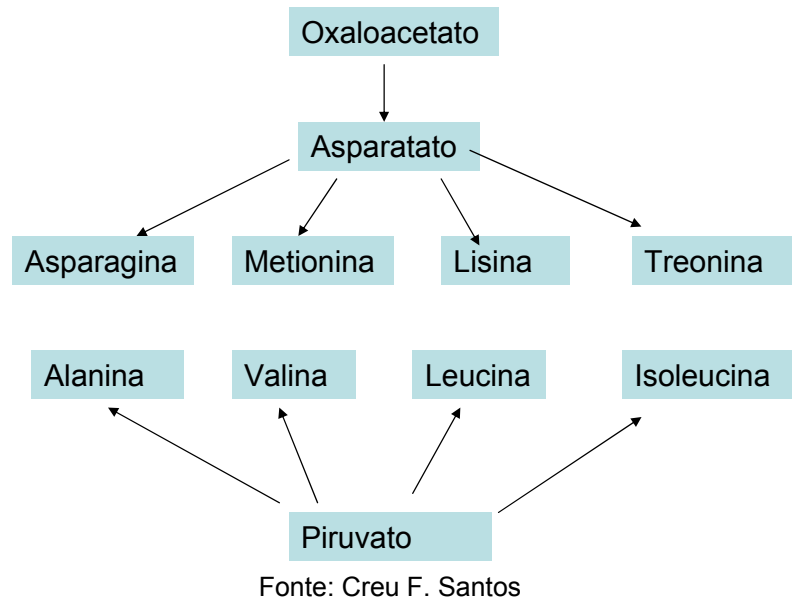 Oxaloacetato
Asparatato
Asparagina Metionina Lisina Treonina
Alanina Valina Leucina Isoleucina
Piruvato
Fonte: Creu F. Santos